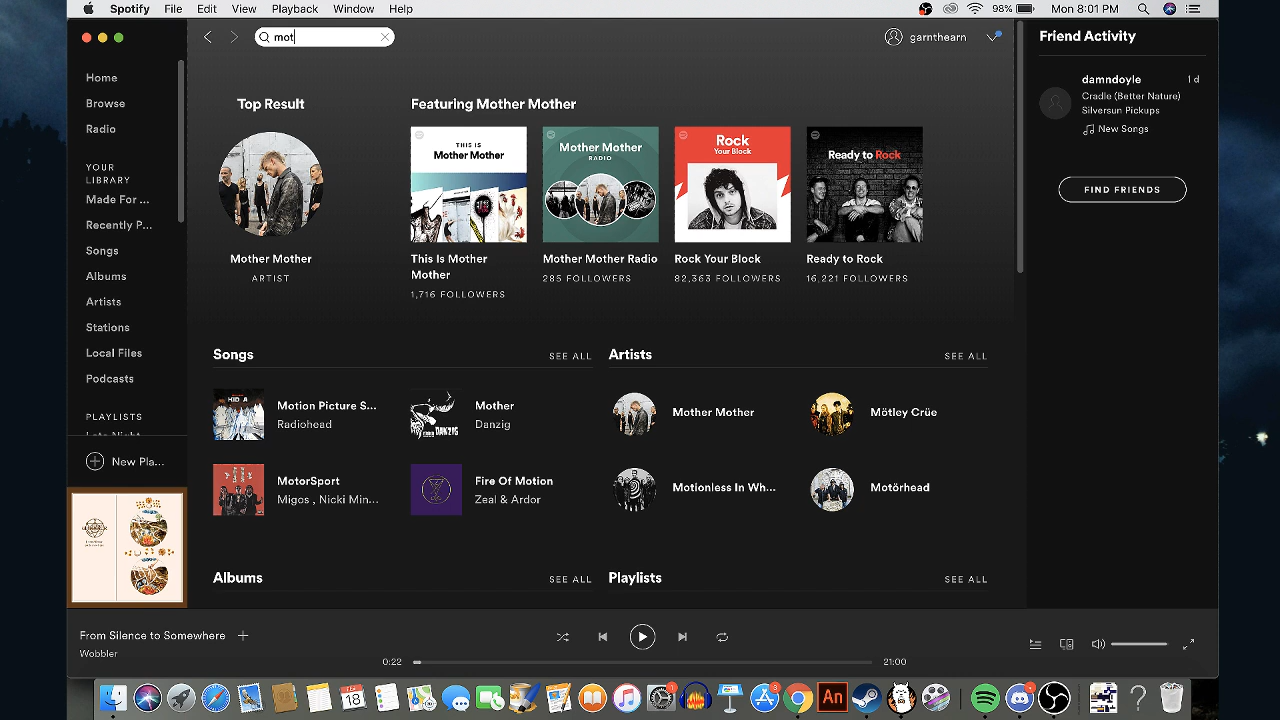 Spotify File Edit View Playback Window Help
98% Mon 8:01 PM
mot
garnthearn
Home
Browse
Radio
YOUR
LIBRARY
Made For ...
Recently P...
Songs
Albums
Artists
Stations
Local Files
Podcasts
PLAYLISTS
Late Night
New Pla...
Top Result
Mother Mother
ARTIST
Featuring Mother Mother
THIS IS
Mother Mother
This Is Mother
Mother
1,716 FOLLOWERS
Mother Mother
RADIO
Mother Mother Radio
285 FOLLOWERS
Rock
Your Block
Rock Your Block
82,363 FOLLOWERS
Ready to Rock
Ready to Rock
16,221 FOLLOWERS
Songs
SEE ALL
Motion Picture S...
Radiohead
Mother
Danzig
DANZIG
MotorSport
Migos , Nicki Min...
Fire Of Motion
Zeal & Ardor
Artists
SEE ALL
Mother Mother
Mötley Crüe
Motionless In Wh...
Motörhead
Albums
SEE ALL
Playlists
SEE ALL
Friend Activity
damndoyle
1 d
Cradle (Better Nature)
Silversun Pickups
New Songs
FIND FRIENDS
From Silence to Somewhere
Wobbler
0:22
21:00
18
3
An